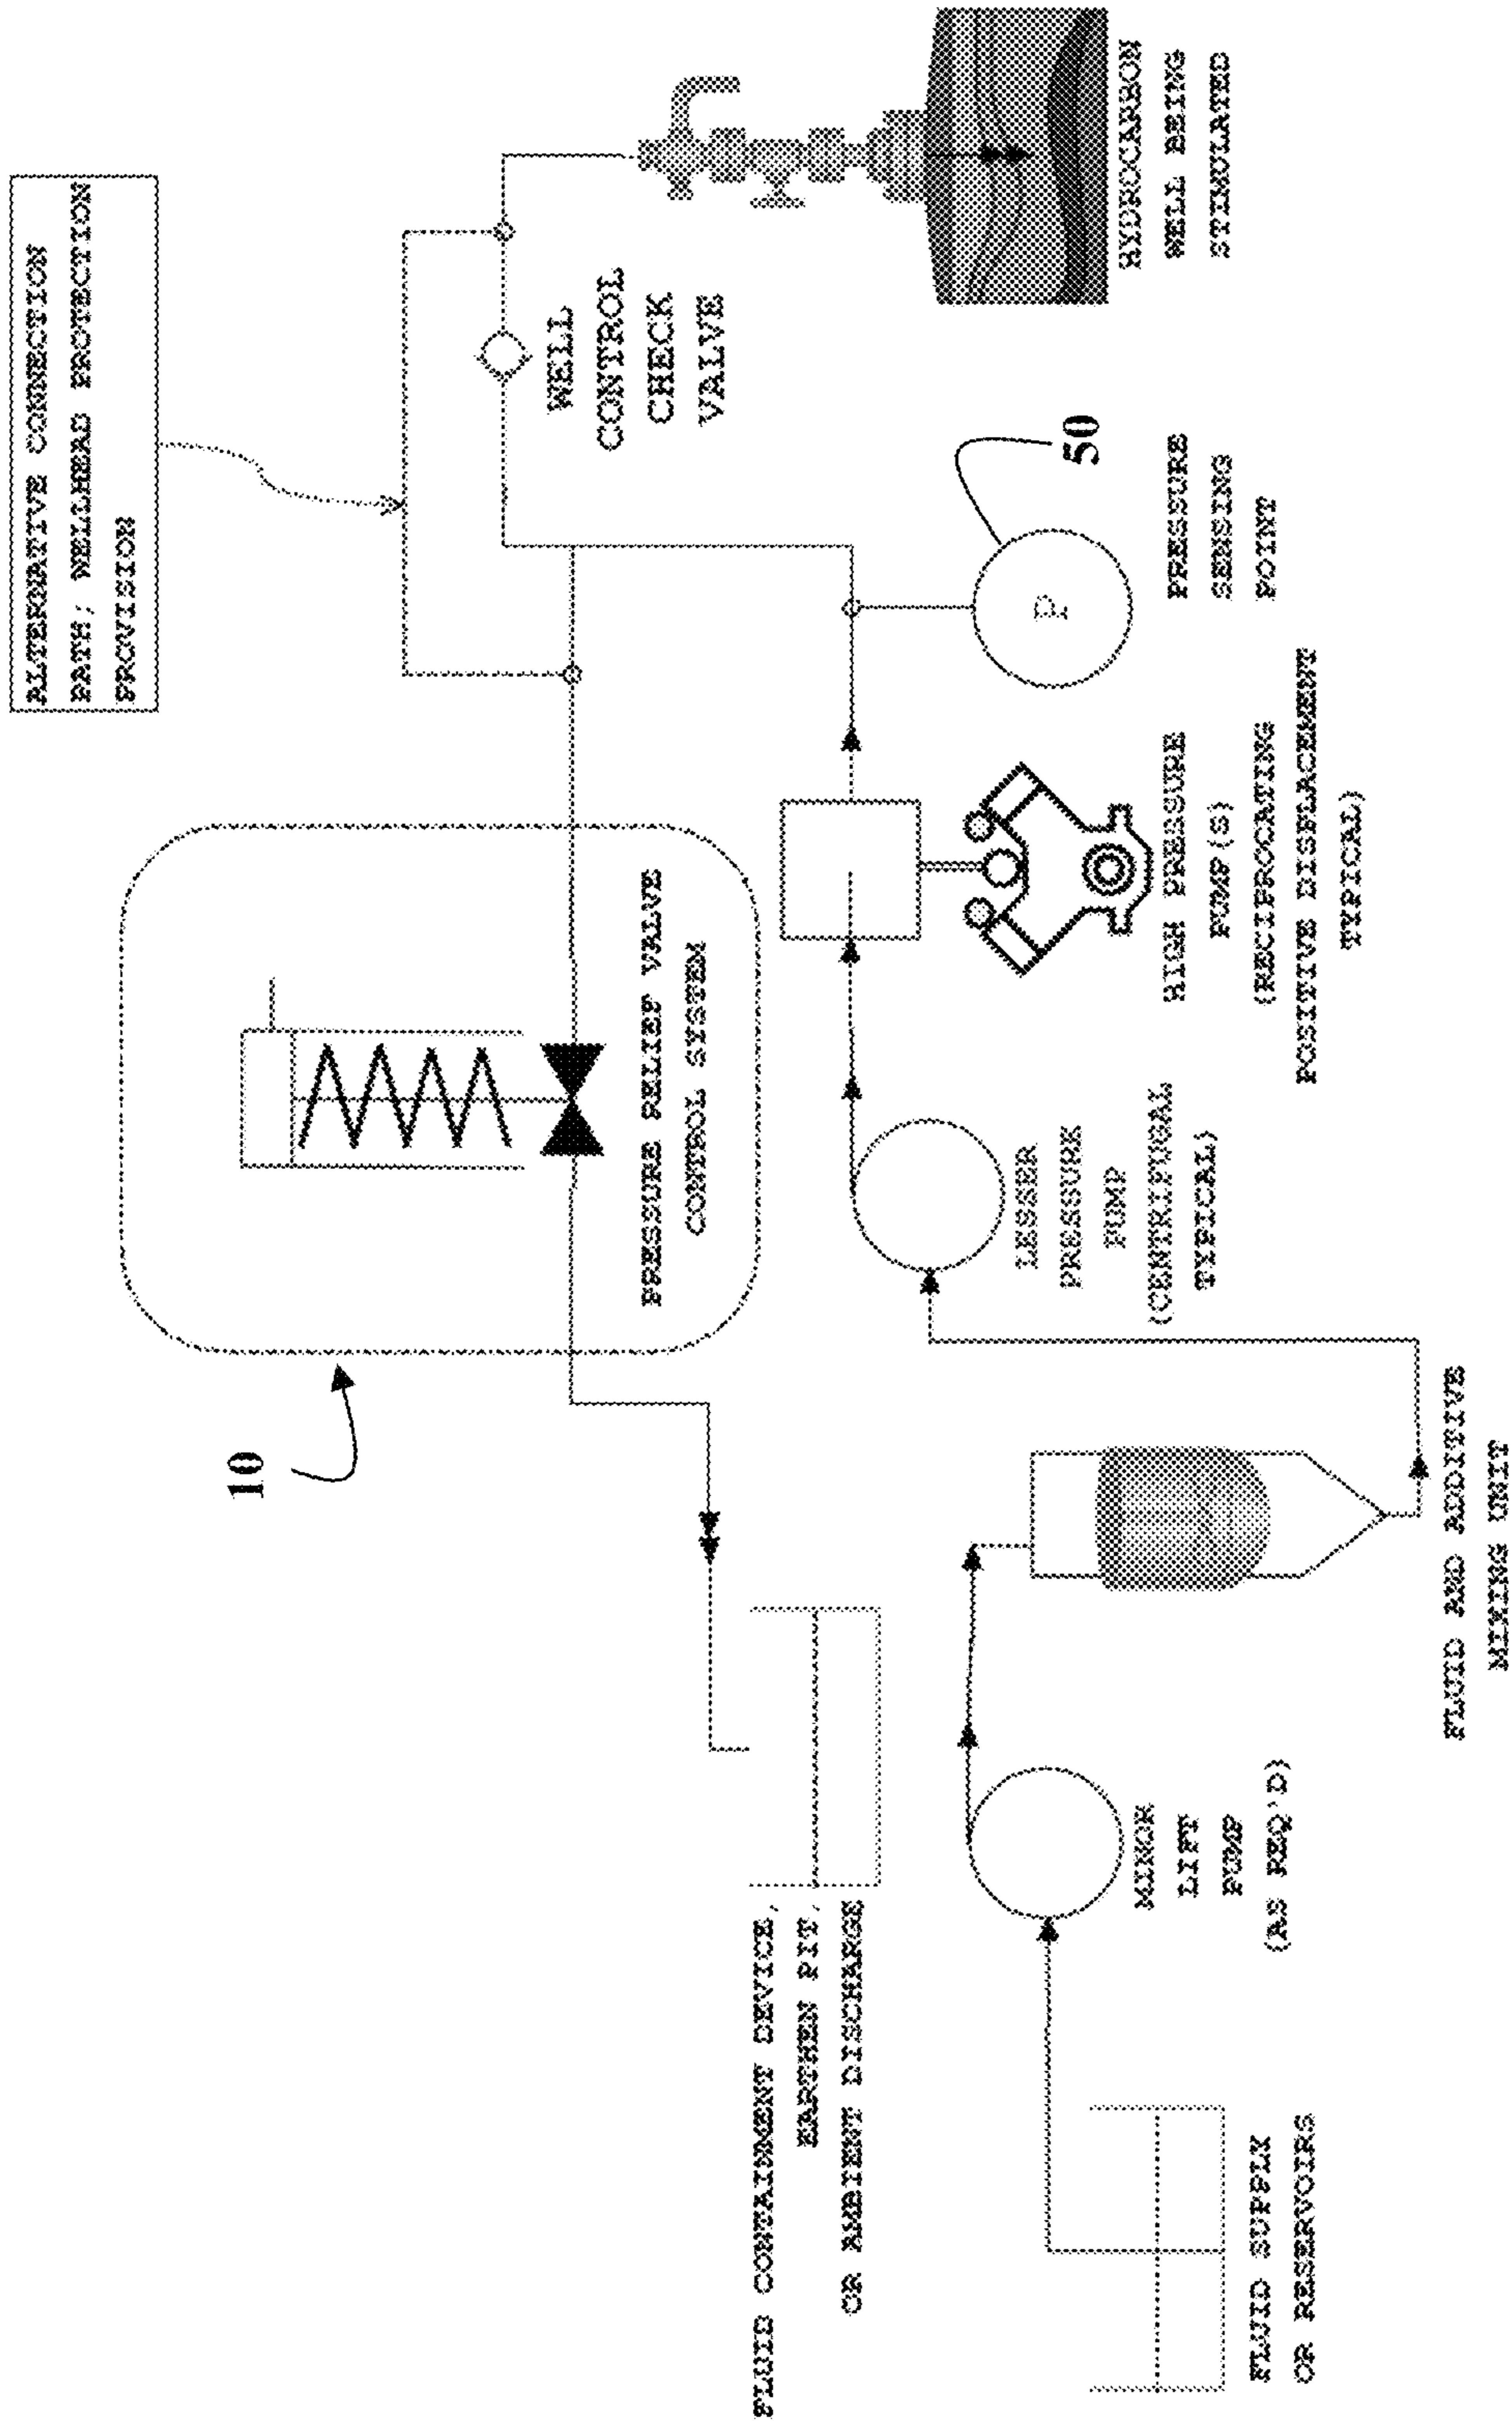 ALTERNATIVE CONNECTION
PATH; WELLHEAD PROTECTION
PROVISION
10
PRESSURE RELIEF VALVE
CONTROL SYSTEM
WELL
CONTROL
CHECK
VALVE
HYDROCARBON
WELL BEING
STIMULATED
50
P
PRESSURE
SENSING
POINT
HIGH PRESSURE
PUMP(S)
(RECIPROCATING
POSITIVE DISPLACEMENT
TYPICAL)
LESSER
PRESSURE
PUMP
(CENTRIFUGAL
TYPICAL)
FLUID AND ADDITIVE
MIXING UNIT
FLUID CONTAINMENT DEVICE,
EARTHEN PIT,
OR AMBIENT DISCHARGE
MINOR
LIFT
PUMP
(AS REQ'D)
FLUID SUPPLY
OR RESERVOIRS